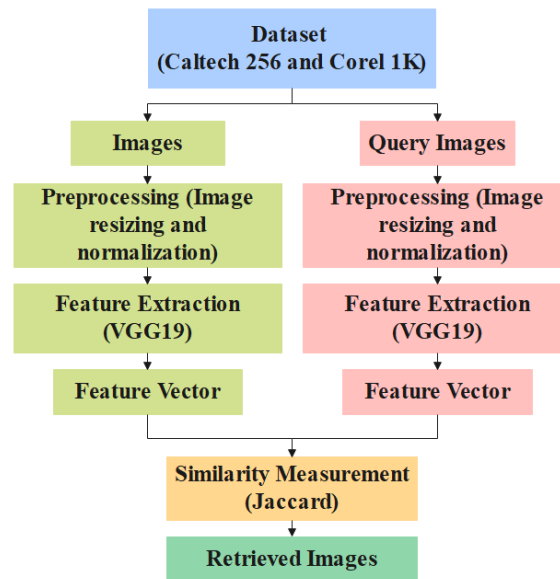 Dataset
(Caltech 256 and Corel 1K)
Images
Query Images
Preprocessing (Image
resizing and
normalization)
Preprocessing (Image
resizing and
normalization)
Feature Extraction
(VGG19)
Feature Extraction
(VGG19)
Feature Vector
Feature Vector
Similarity Measurement
(Jaccard)
Retrieved Images